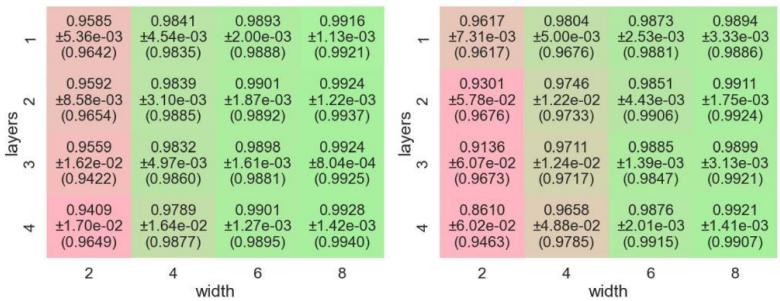 0.9585 0.9841 0.9893 0.9916
±5.36e-03 ±4.54e-03 ±2.00e-03 ±1.13e-03
(0.9642) (0.9835) (0.9888) (0.9921)
0.9592 0.9839 0.9901 0.9924
±8.58e-03 ±3.10e-03 ±1.87e-03 ±1.22e-03
(0.9654) (0.9885) (0.9892) (0.9937)
0.9559 0.9832 0.9898 0.9924
±1.62e-02 ±4.97e-03 ±1.61e-03 ±8.04e-04
(0.9422) (0.9860) (0.9881) (0.9925)
0.9409 0.9789 0.9901 0.9928
±1.70e-02 ±1.64e-02 ±1.27e-03 ±1.42e-03
(0.9649) (0.9877) (0.9895) (0.9940)
1
2
3
4
layers
2 4 6 8
width
0.9617 0.9804 0.9873 0.9894
±7.31e-03 ±5.00e-03 ±2.53e-03 ±3.33e-03
(0.9617) (0.9676) (0.9881) (0.9886)
0.9301 0.9746 0.9851 0.9911
±5.78e-02 ±1.22e-02 ±4.43e-03 ±1.75e-03
(0.9676) (0.9733) (0.9906) (0.9924)
0.9136 0.9711 0.9885 0.9899
±6.07e-02 ±1.24e-02 ±1.39e-03 ±3.13e-03
(0.9673) (0.9717) (0.9847) (0.9921)
0.8610 0.9658 0.9876 0.9921
±6.02e-02 ±4.88e-02 ±2.01e-03 ±1.41e-03
(0.9463) (0.9785) (0.9915) (0.9907)
1
2
3
4
layers
2 4 6 8
width